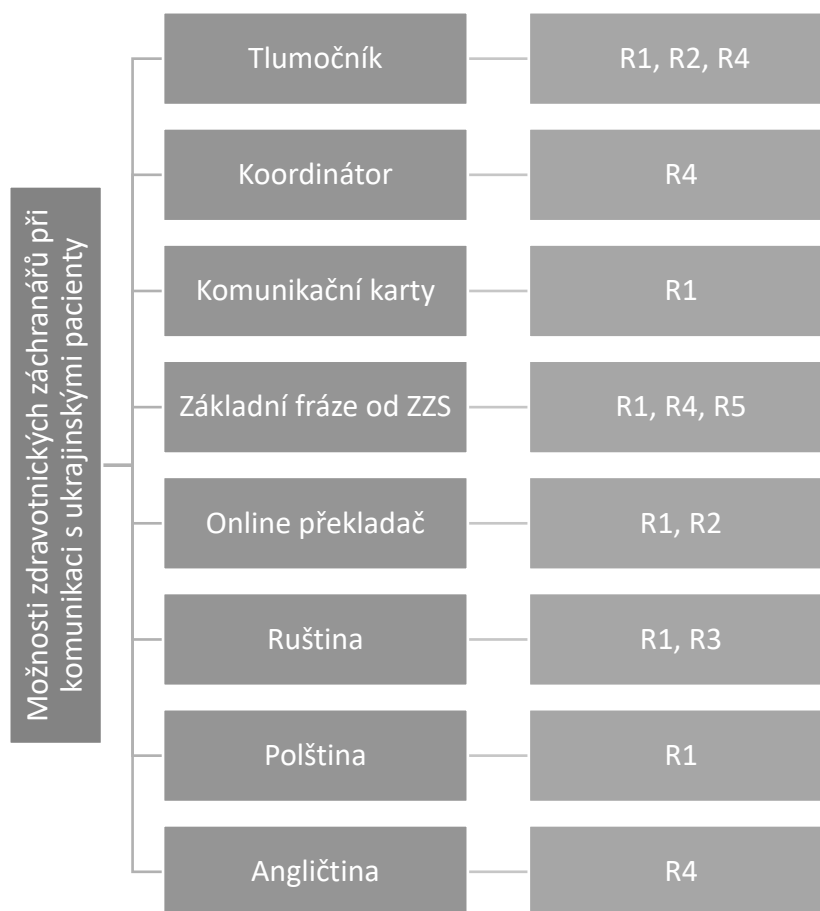 Možnosti zdravotnických záchranářů při
komunikaci s ukrajinskými pacienty
Tlumočník
R1, R2, R4
Koordinátor
R4
Komunikační karty
R1
Základní fráze od ZZS
R1, R4, R5
Online překladač
R1, R2
Ruština
R1, R3
Polština
R1
Angličtina
R4